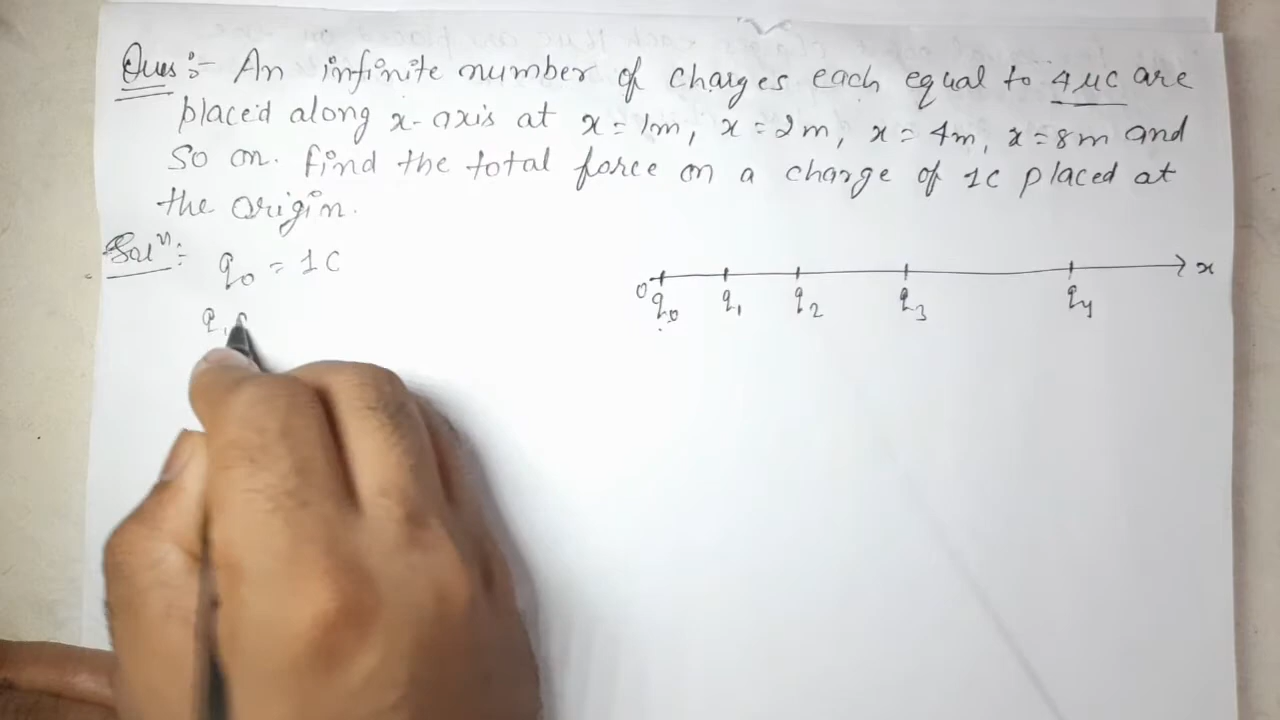 Ques :- An infinite number of charges each equal to 4 μC are
placed along x-axis at x = 1m, x = 2m, x = 4m, x = 8m and
so on. Find the total force on a charge of 1C placed at
the origin.
Solⁿ :-
q₀ = 1C
q₁
0 q₀ q₁ q₂ q₃ q₄ x